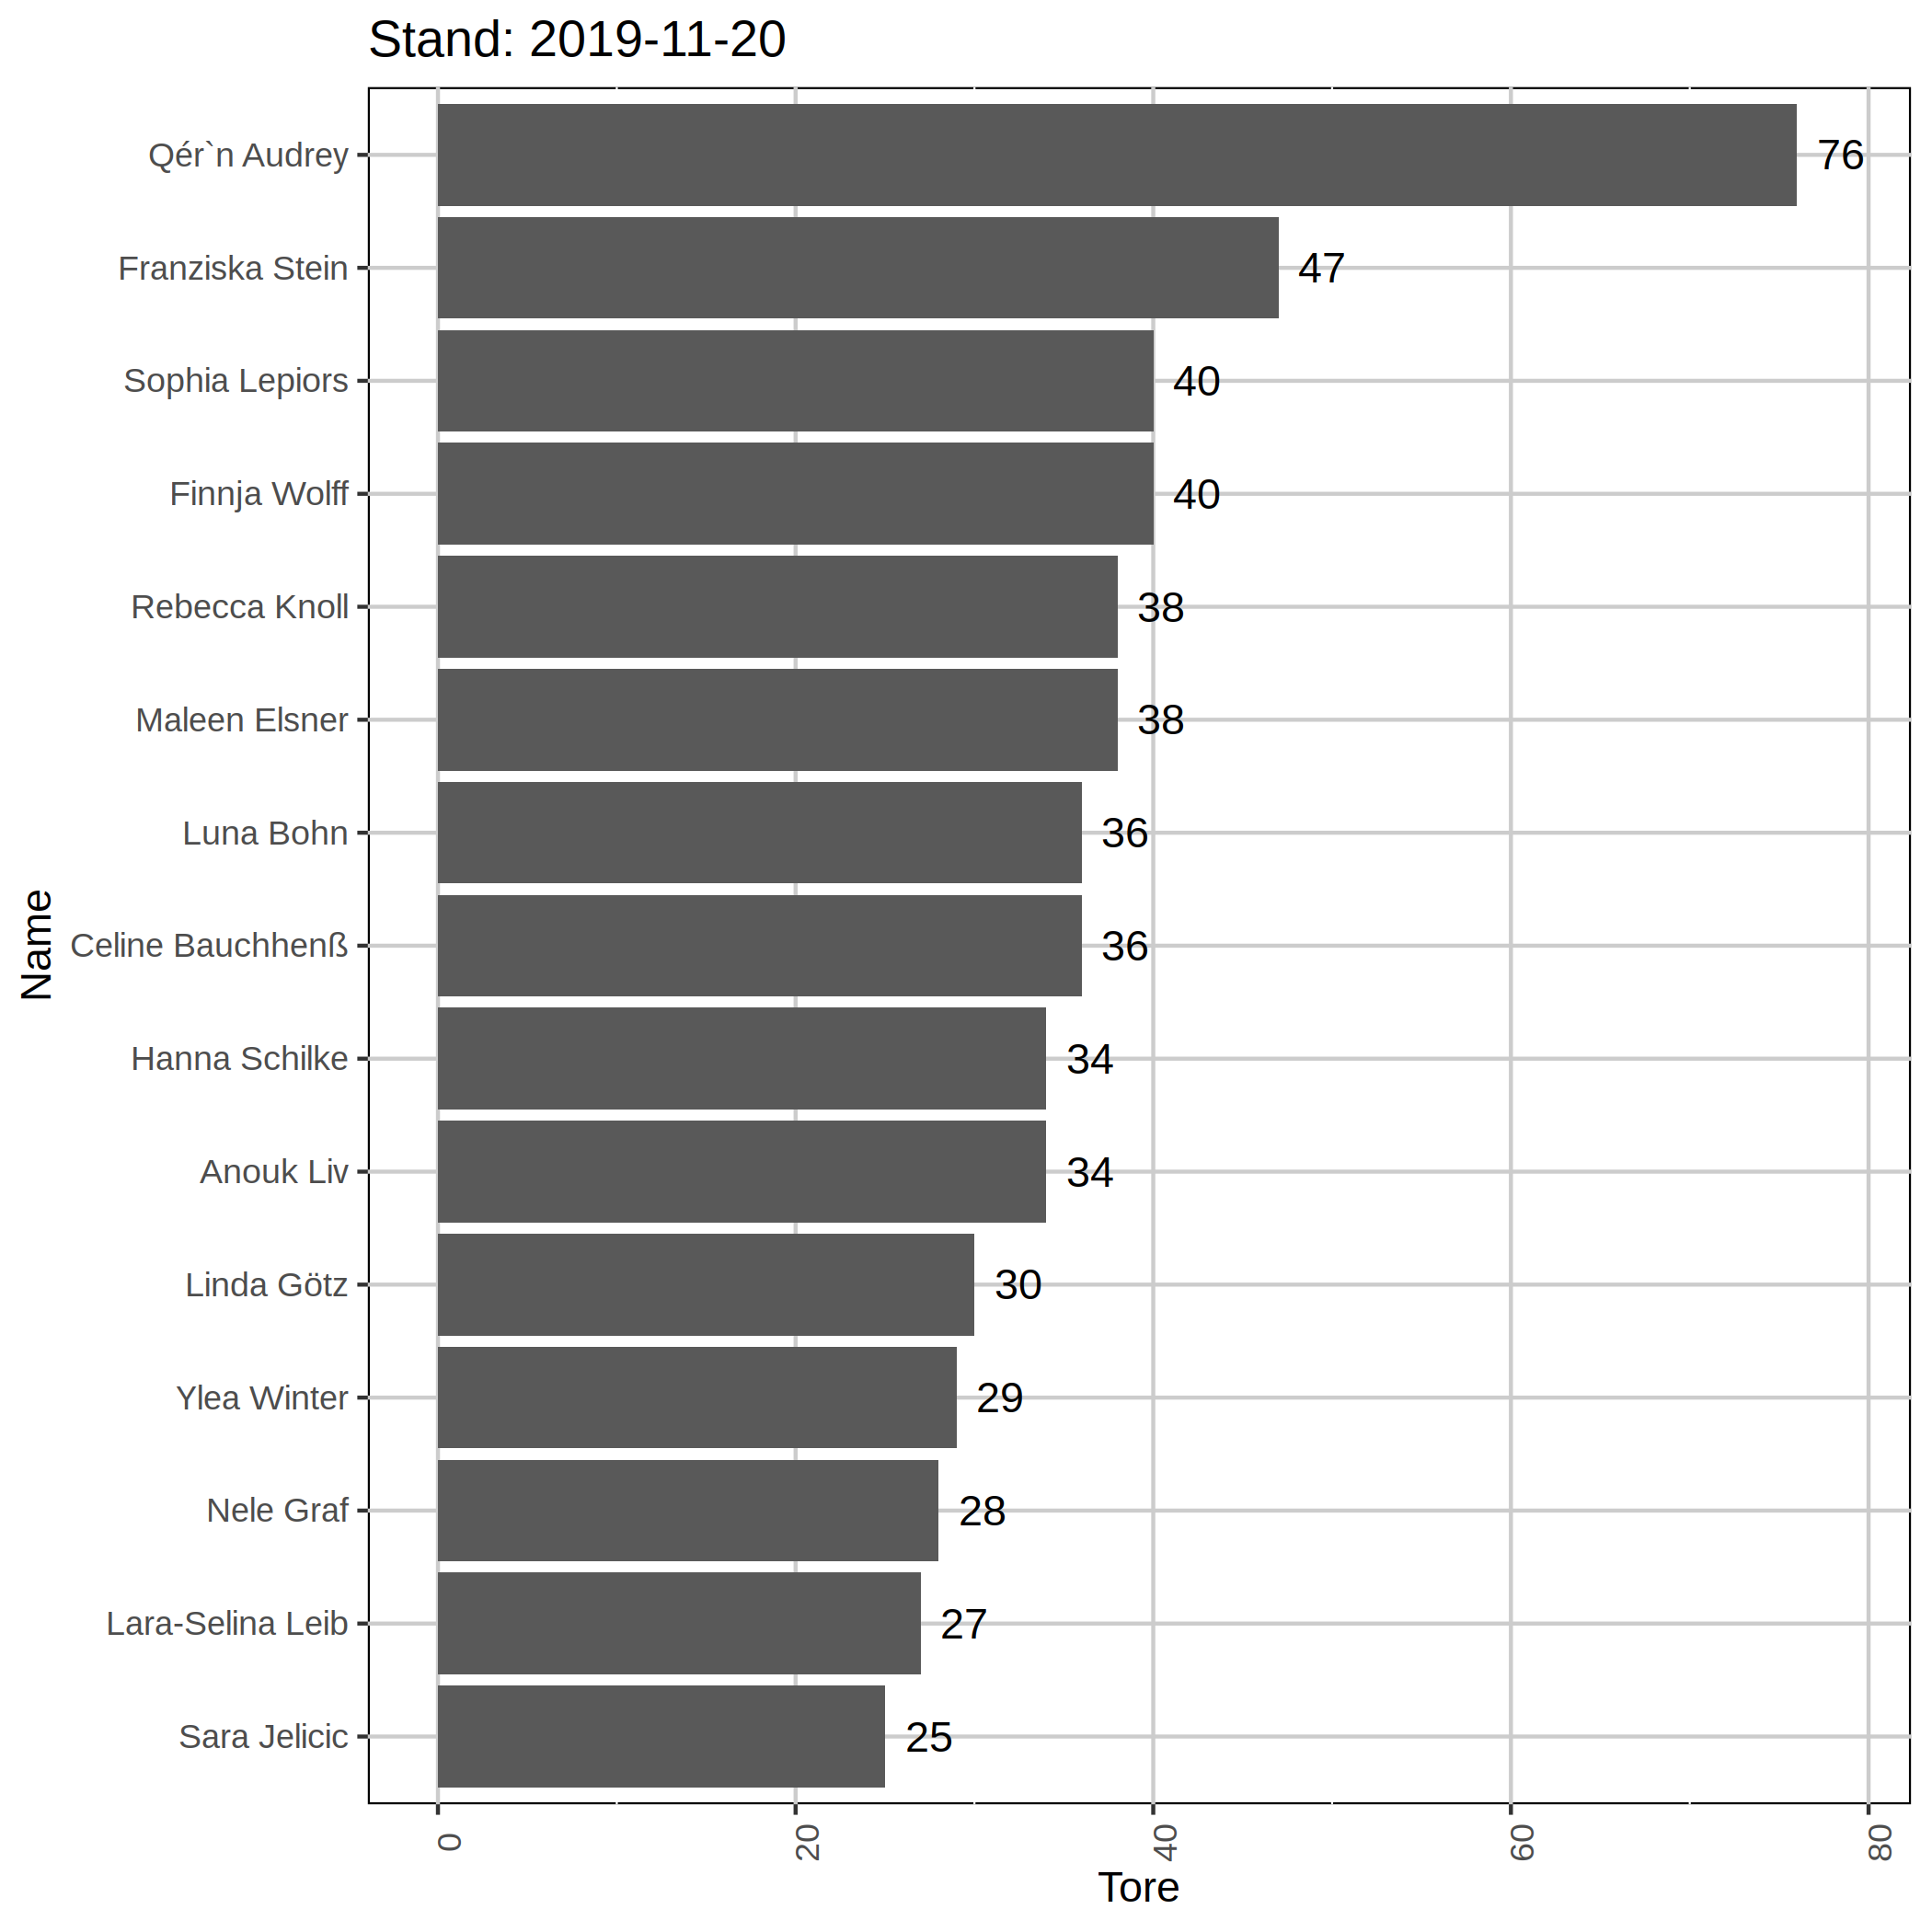 Stand: 2019-11-20
Qér`n Audrey 76
Franziska Stein 47
Sophia Lepiors 40
Finnja Wolff 40
Rebecca Knoll 38
Maleen Elsner 38
Luna Bohn 36
Celine Bauchhenß 36
Hanna Schilke 34
Anouk Liv 34
Linda Götz 30
Ylea Winter 29
Nele Graf 28
Lara-Selina Leib 27
Sara Jelicic 25
Name
0 20 40 60 80
Tore